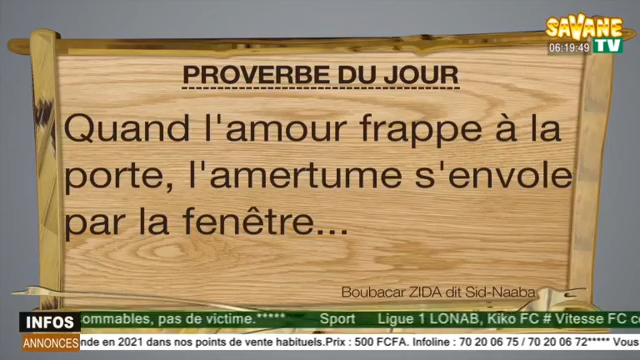 SAVANE
TV
06:19:49
PROVERBE DU JOUR
Quand l'amour frappe à la
porte, l'amertume s'envole
par la fenêtre...
Boubacar ZIDA dit Sid-Naaba
INFOS
ommables, pas de victime.***** Sport Ligue 1 LONAB, Kiko FC # Vitesse FC co
ANNONCES
nde en 2021 dans nos points de vente habituels.Prix : 500 FCFA. Infoline : 70 20 06 75 / 70 20 06 72***** Vous